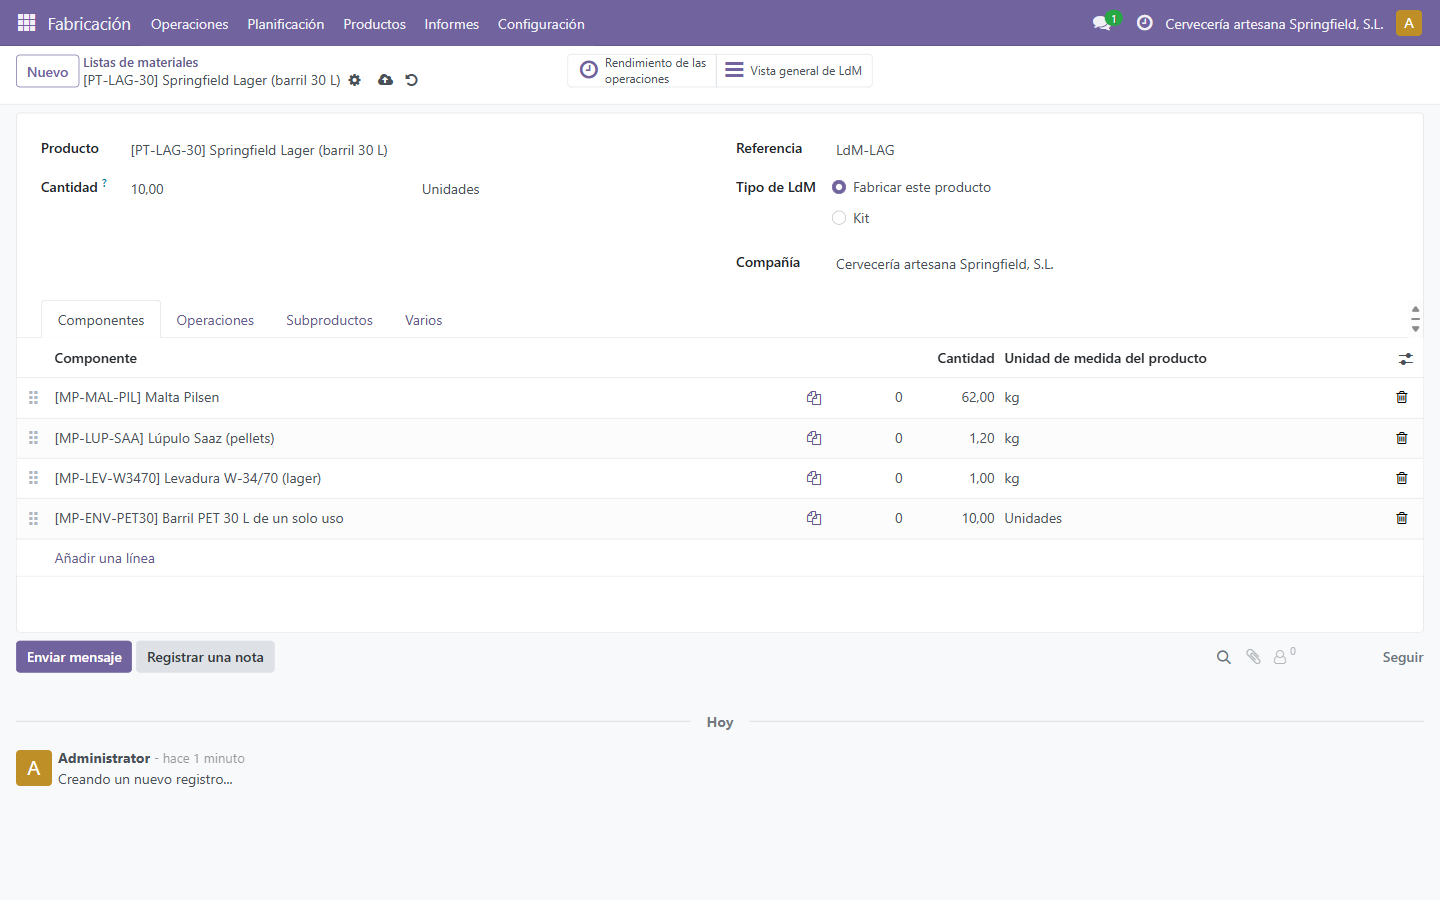 Fabricación Operaciones Planificación Productos Informes Configuración 1 Cervecería artesana Springfield, S.L. A
Nuevo
Listas de materiales
[PT-LAG-30] Springfield Lager (barril 30 L)
Rendimiento de las operaciones
Vista general de LdM
Producto [PT-LAG-30] Springfield Lager (barril 30 L)
Cantidad ? 10,00 Unidades
Referencia LdM-LAG
Tipo de LdM Fabricar este producto
Kit
Compañía Cervecería artesana Springfield, S.L.
Componentes Operaciones Subproductos Varios
Componente Cantidad Unidad de medida del producto
[MP-MAL-PIL] Malta Pilsen 0 62,00 kg
[MP-LUP-SAA] Lúpulo Saaz (pellets) 0 1,20 kg
[MP-LEV-W3470] Levadura W-34/70 (lager) 0 1,00 kg
[MP-ENV-PET30] Barril PET 30 L de un solo uso 0 10,00 Unidades
Añadir una línea
Enviar mensaje Registrar una nota 0 Seguir
Hoy
A Administrator - hace 1 minuto
Creando un nuevo registro...